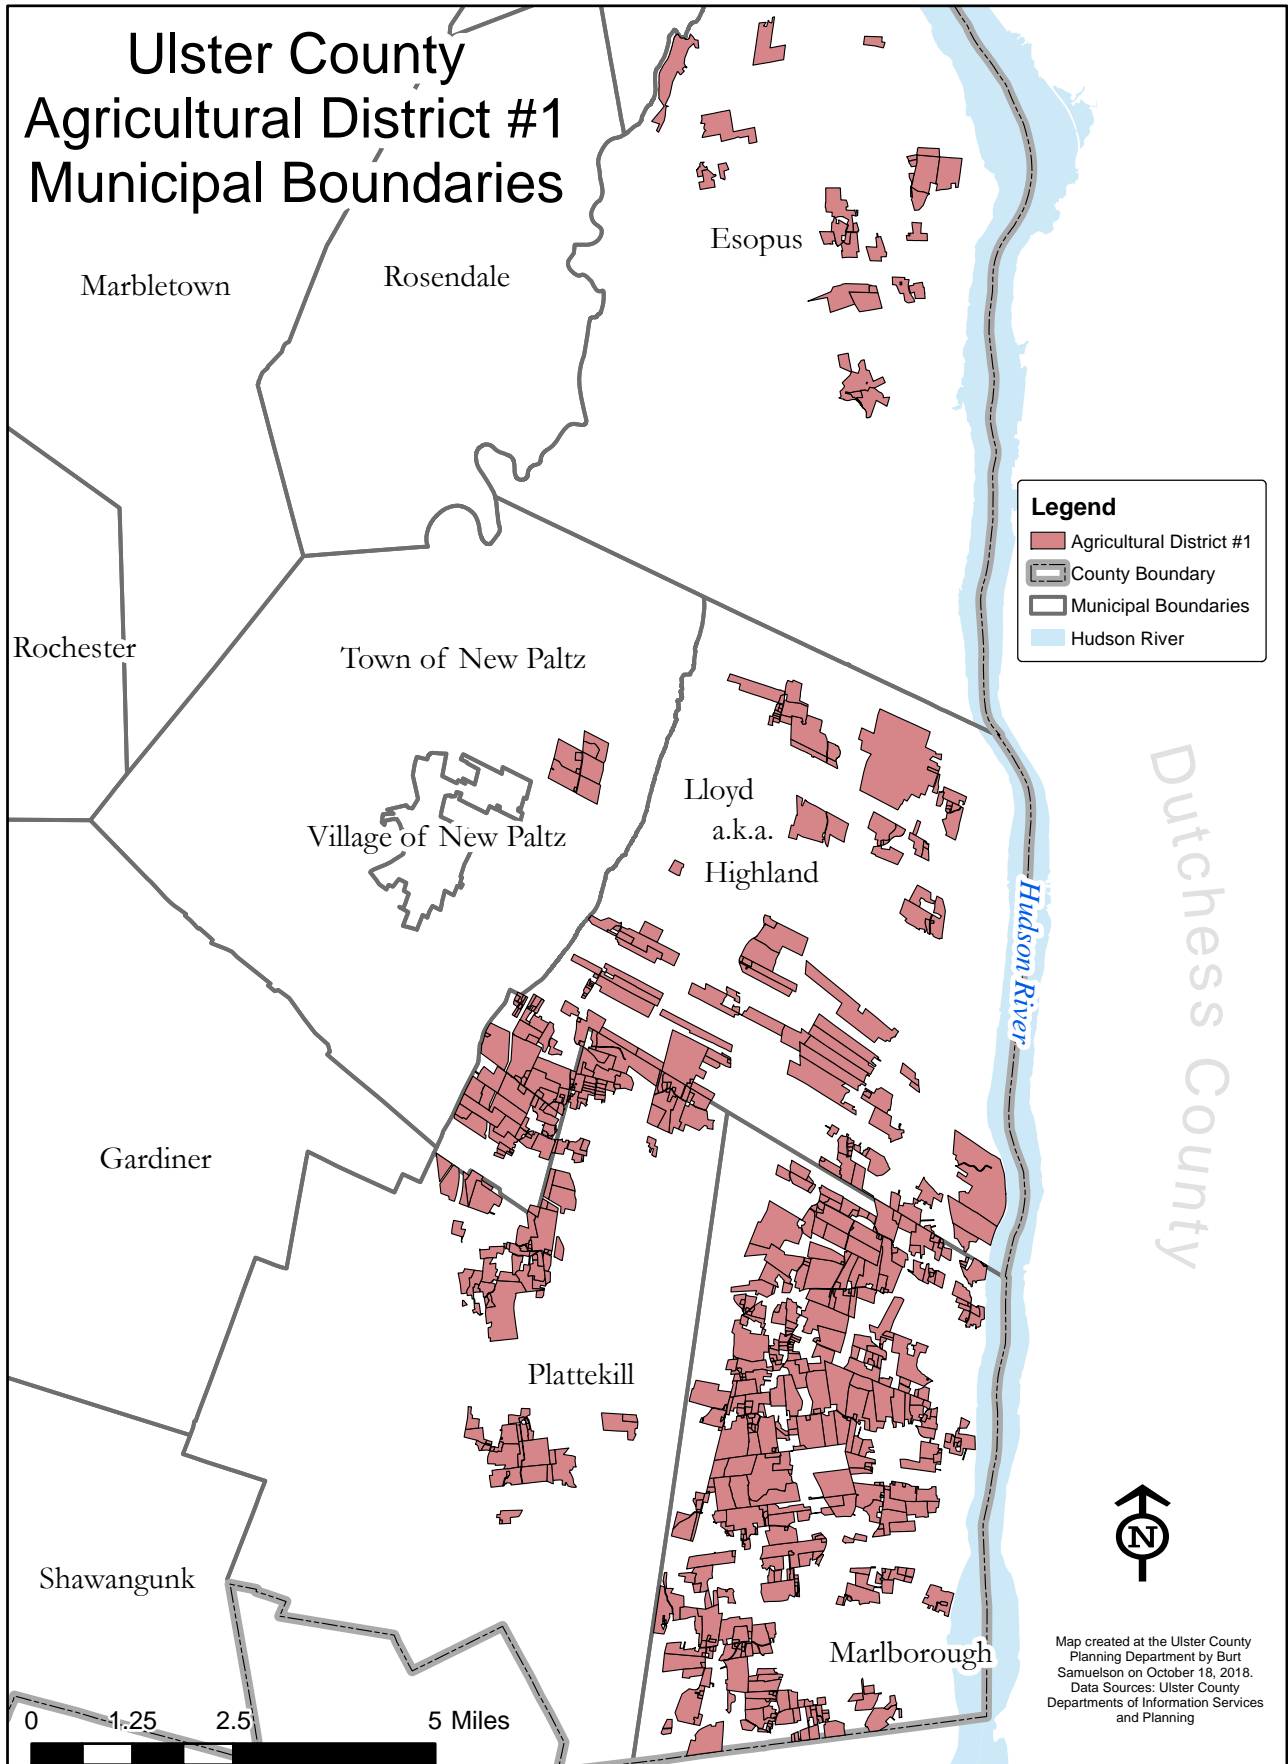 Ulster County
Agricultural District #1
Municipal Boundaries
Esopus
Marbletown
Rosendale
Legend
Agricultural District #1
County Boundary
Municipal Boundaries
Hudson River
Rochester
Town of New Paltz
Lloyd
a.k.a.
Highland
Village of New Paltz
Dutchess County
Hudson River
Gardiner
Plattekill
N
Shawangunk
Marlborough
Map created at the Ulster County
Planning Department by Burt
Samuelson on October 18, 2018.
Data Sources: Ulster County
Departments of Information Services
and Planning
0 1.25 2.5 5 Miles